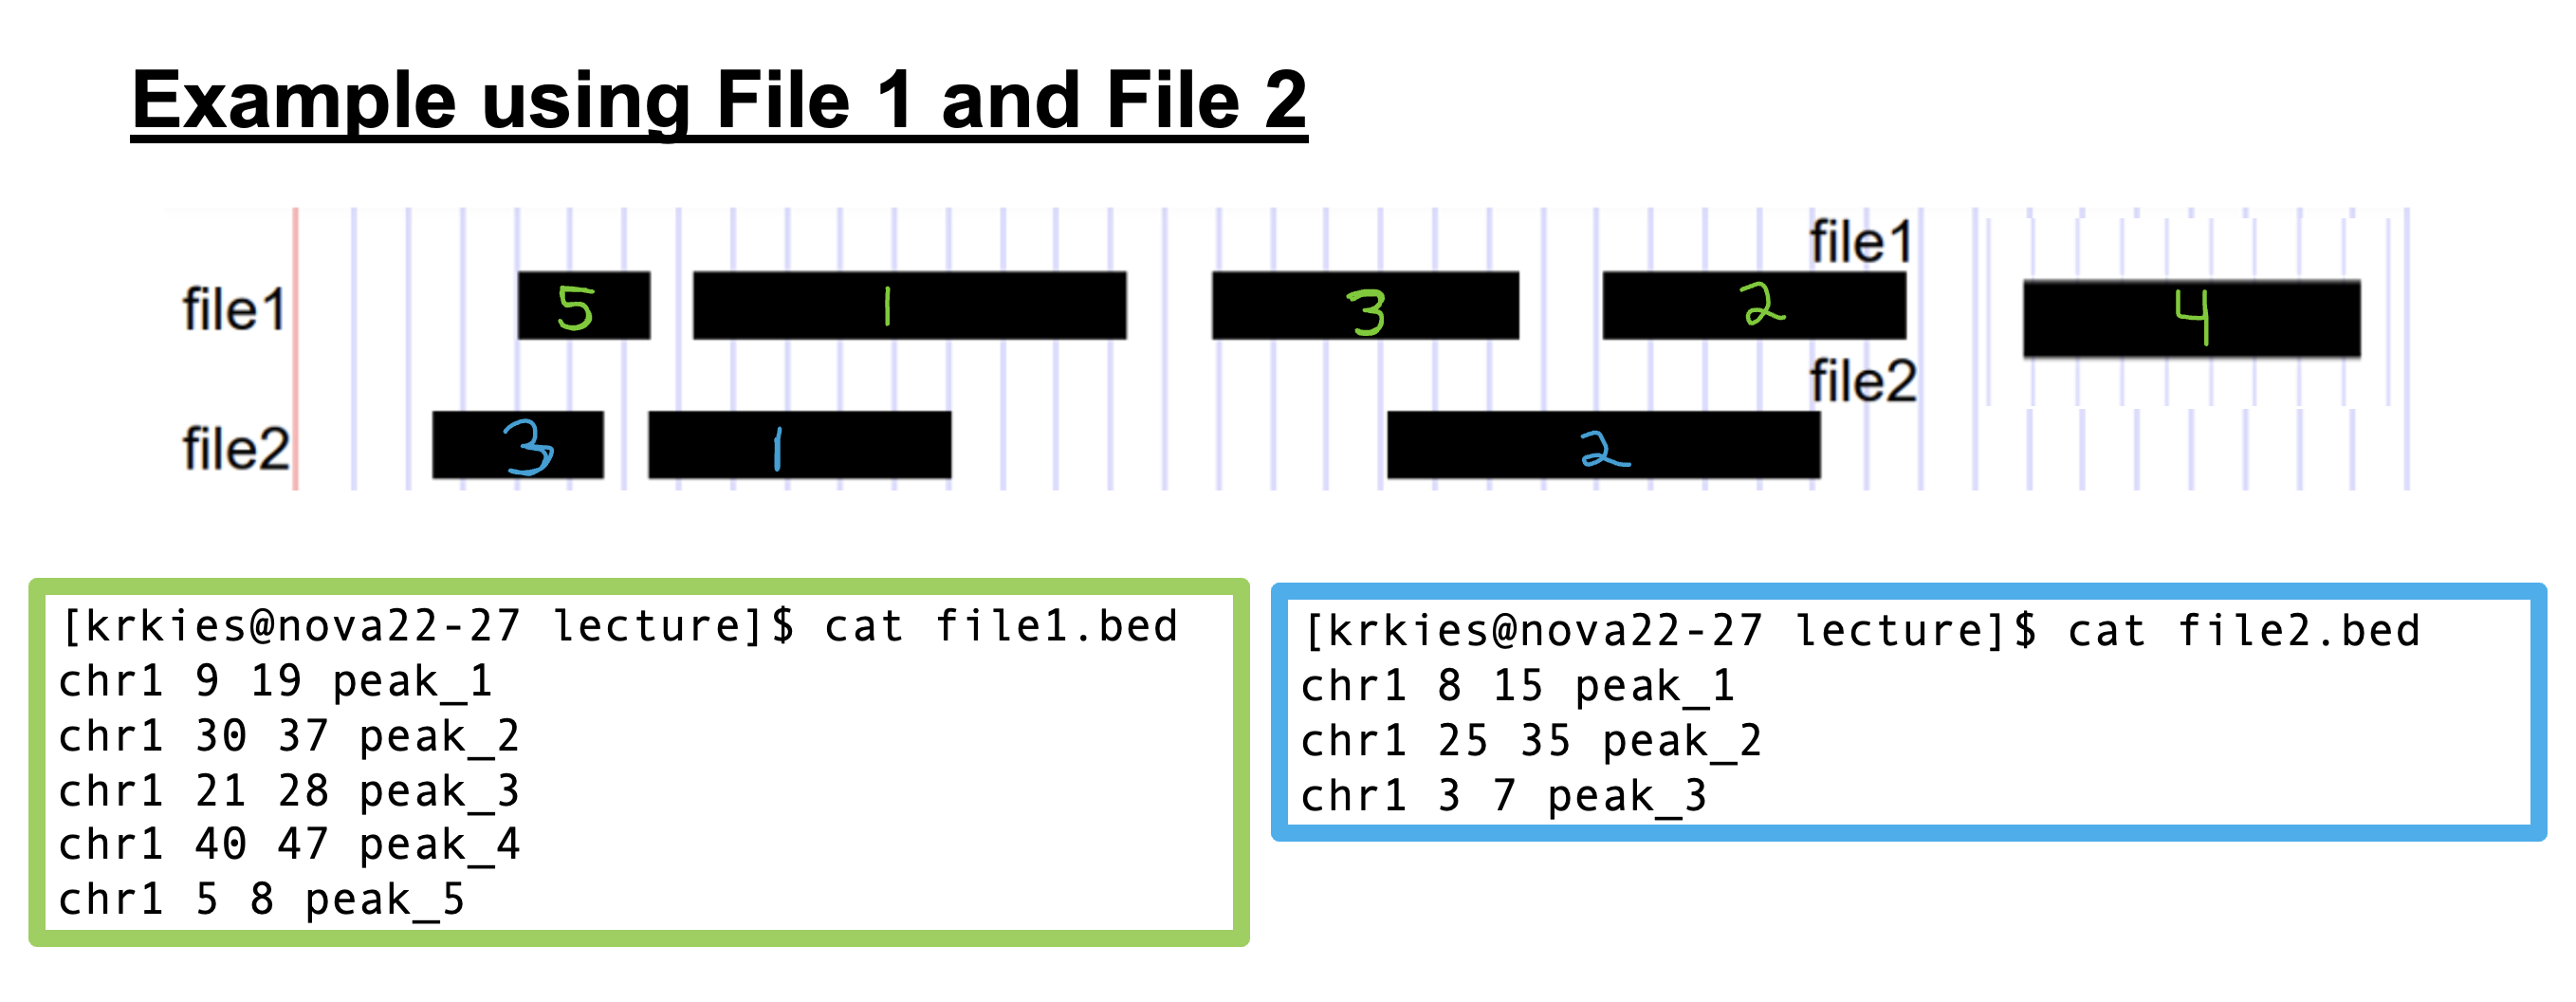 Example using File 1 and File 2
file1
file1 5 1 3 2 4
file2
file2 3 1 2
[krkies@nova22-27 lecture]$ cat file1.bed
chr1 9 19 peak_1
chr1 30 37 peak_2
chr1 21 28 peak_3
chr1 40 47 peak_4
chr1 5 8 peak_5
[krkies@nova22-27 lecture]$ cat file2.bed
chr1 8 15 peak_1
chr1 25 35 peak_2
chr1 3 7 peak_3